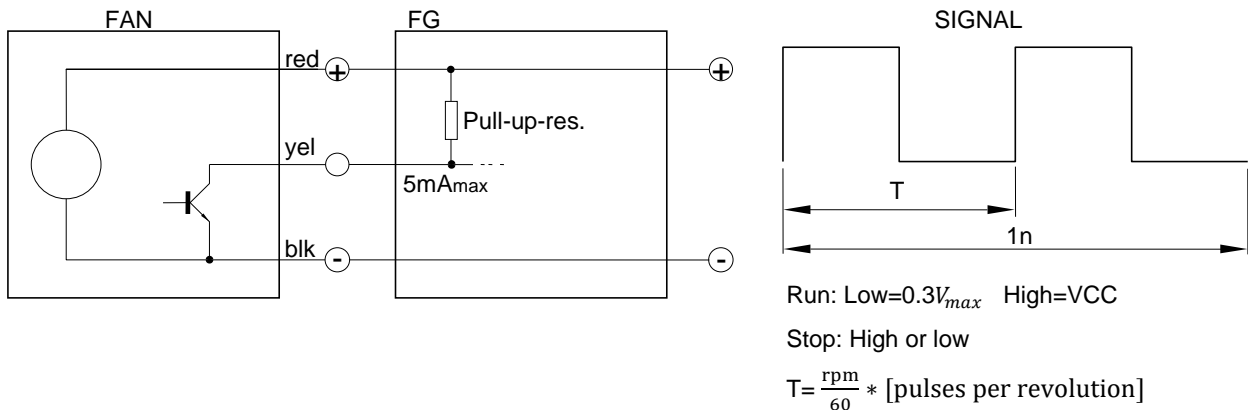 FAN FG SIGNAL
red + +
Pull-up-res.
yel
5mAmax
T
blk - -
1n
Run: Low=0.3Vmax High=VCC
Stop: High or low
T= rpm/60 * [pulses per revolution]